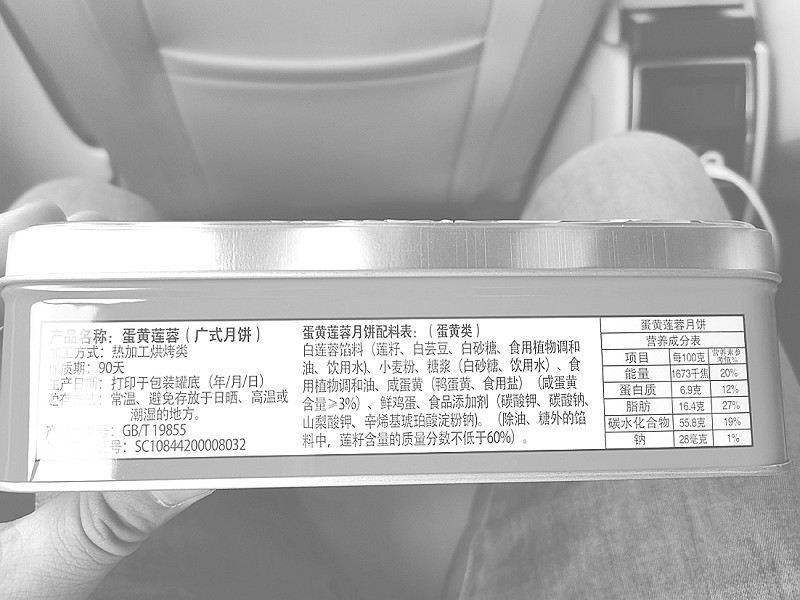 产品名称：蛋黄莲蓉（广式月饼）
加工方式：热加工烘烤类
保质期：90天
生产日期：打印于包装罐底（年/月/日）
贮存方法：常温、避免存放于日晒、高温或
潮湿的地方。
号：GB/T 19855
号：SC10844200008032
蛋黄莲蓉月饼配料表：（蛋黄类）
白莲蓉馅料（莲籽、白芸豆、白砂糖、食用植物调和
油、饮用水）、小麦粉、糖浆（白砂糖、饮用水）、食
用植物调和油、咸蛋黄（鸭蛋黄、食用盐）（咸蛋黄
含量≥3%）、鲜鸡蛋、食品添加剂（碳酸钾、碳酸钠、
山梨酸钾、辛烯基琥珀酸淀粉钠）。（除油、糖外的馅
料中，莲籽含量的质量分数不低于60%）。
蛋黄莲蓉月饼
营养成分表
项目 每100克 营养素参考值%
能量 1673千焦 20%
蛋白质 6.9克 12%
脂肪 16.4克 27%
碳水化合物 55.8克 19%
钠 28毫克 1%